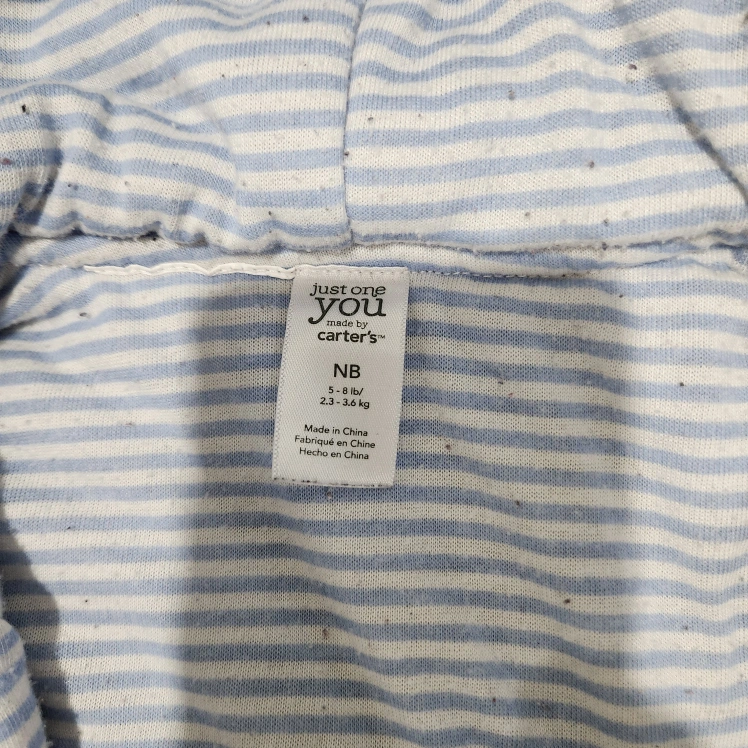 just one
you
made by
carter's™
NB
5 - 8 lb/
2.3 - 3.6 kg
Made in China
Fabriqué en Chine
Hecho en China